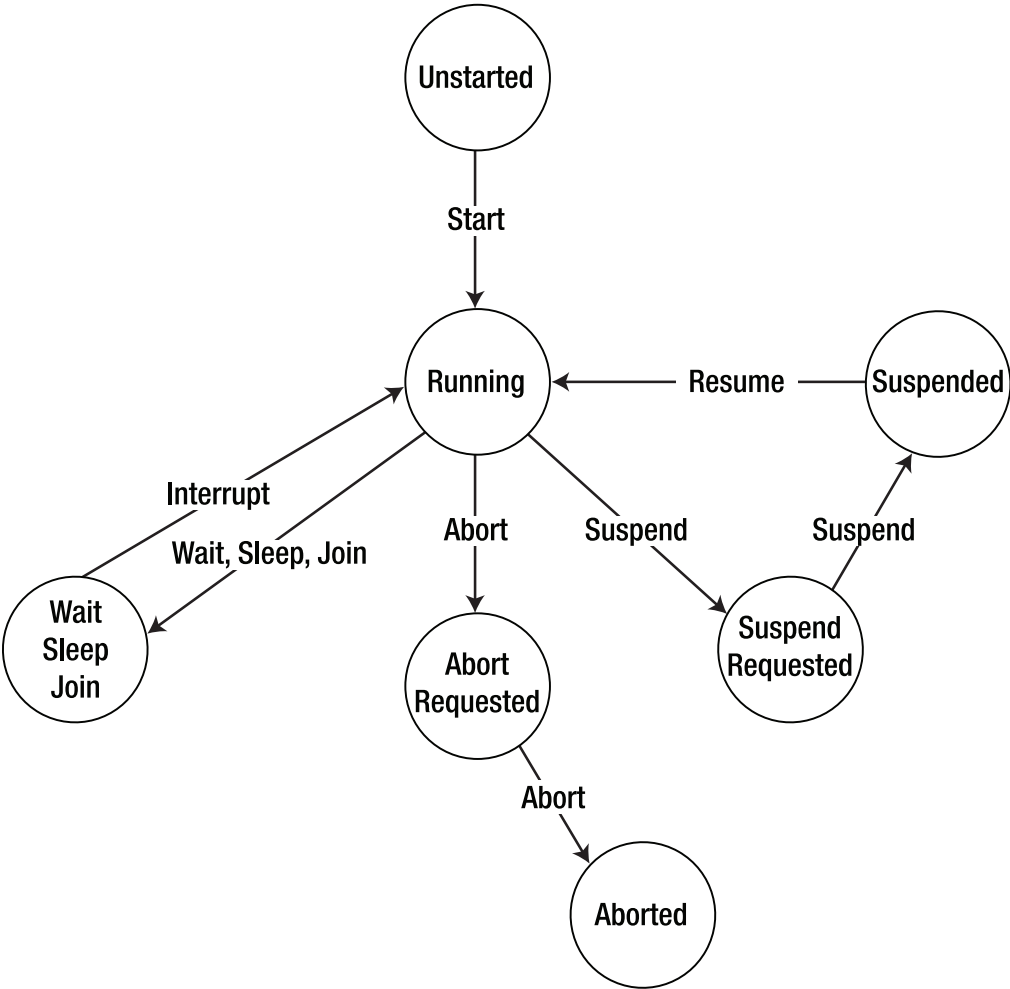 Unstarted
Start
Running
Resume
Suspended
Interrupt
Abort
Suspend
Suspend
Wait, Sleep, Join
Wait
Sleep
Join
Abort
Requested
Suspend
Requested
Abort
Aborted